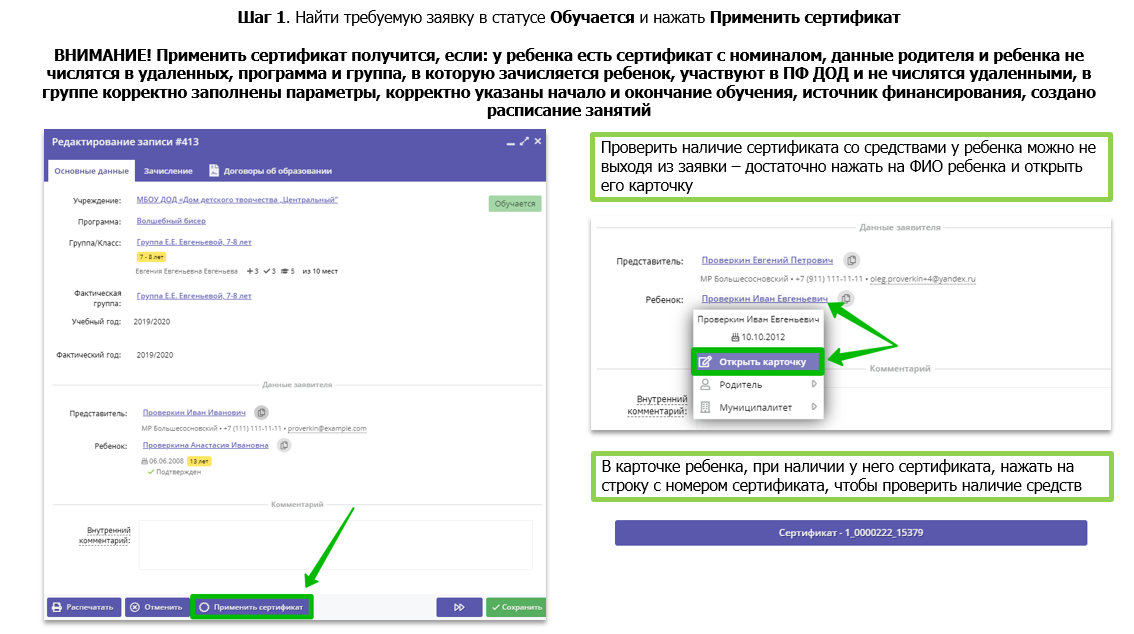 Шаг 1. Найти требуемую заявку в статусе Обучается и нажать Применить сертификат
ВНИМАНИЕ! Применить сертификат получится, если: у ребенка есть сертификат с номиналом, данные родителя и ребенка не
числятся в удаленных, программа и группа, в которую зачисляется ребенок, участвуют в ПФ ДОД и не числятся удаленными, в
группе корректно заполнены параметры, корректно указаны начало и окончание обучения, источник финансирования, создано
расписание занятий
Редактирование записи #413
Основные данные Зачисление Договоры об образовании
Учреждение: МБОУ ДОД «Дом детского творчества „Центральный"
Обучается
Программа: Волшебный бисер
Группа/Класс: Группа Е.Е. Евгеньевой, 7-8 лет
7 - 8 лет
Евгения Евгеньевна Евгеньева +3 ✓3 5 из 10 мест
Фактическая
группа: Группа Е.Е. Евгеньевой, 7-8 лет
Учебный год: 2019/2020
Фактический год: 2019/2020
Данные заявителя
Представитель: Проверкин Иван Иванович
МР Большесосновский • +7 (111) 111-11-11 • proverkin@example.com
Ребенок: Проверкина Анастасия Ивановна
06.06.2008 13 лет
✓ Подтвержден
Комментарий
Внутренний
комментарий:
Распечатать Отменить Применить сертификат Сохранить
Проверить наличие сертификата со средствами у ребенка можно не
выходя из заявки – достаточно нажать на ФИО ребенка и открыть
его карточку
Данные заявителя
Представитель: Проверкин Евгений Петрович
МР Большесосновский • +7 (911) 111-11-11 • oleg.proverkin+4@yandex.ru
Ребенок: Проверкин Иван Евгеньевич
Проверкин Иван Евгеньевич
10.10.2012
Открыть карточку
Комментарий
Родитель
Внутренний
комментарий:
Муниципалитет
В карточке ребенка, при наличии у него сертификата, нажать на
строку с номером сертификата, чтобы проверить наличие средств
Сертификат - 1_0000222_15379